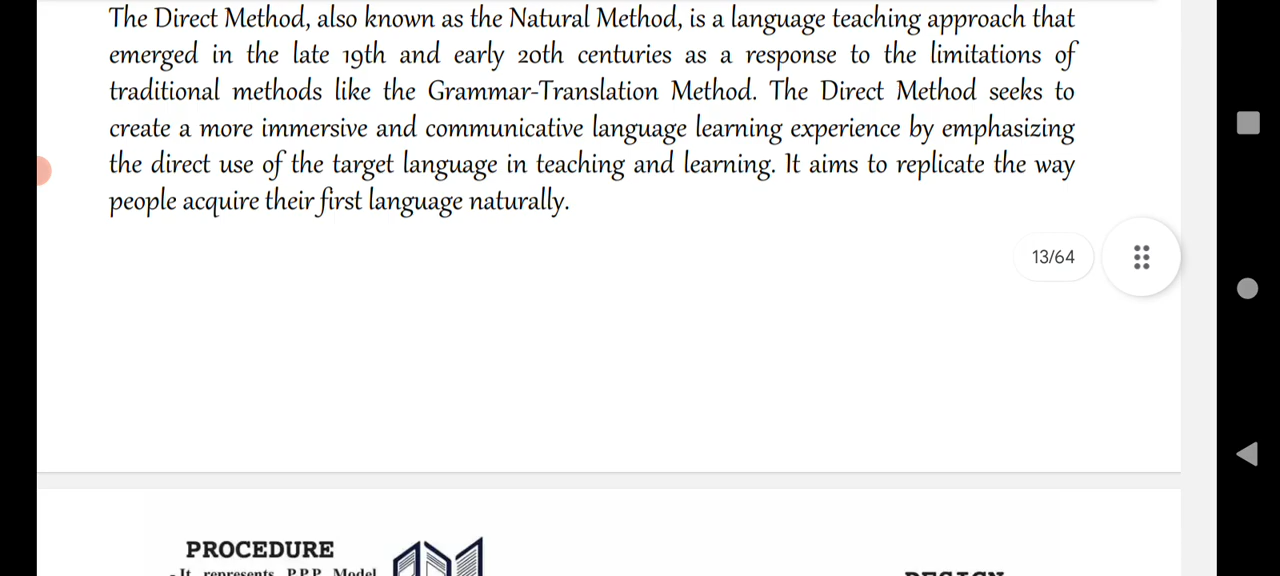 The Direct Method, also known as the Natural Method, is a language teaching approach that
emerged in the late 19th and early 20th centuries as a response to the limitations of
traditional methods like the Grammar-Translation Method. The Direct Method seeks to
create a more immersive and communicative language learning experience by emphasizing
the direct use of the target language in teaching and learning. It aims to replicate the way
people acquire their first language naturally.
13/64
PROCEDURE
- It represents P.P.P. Model
DESIGN